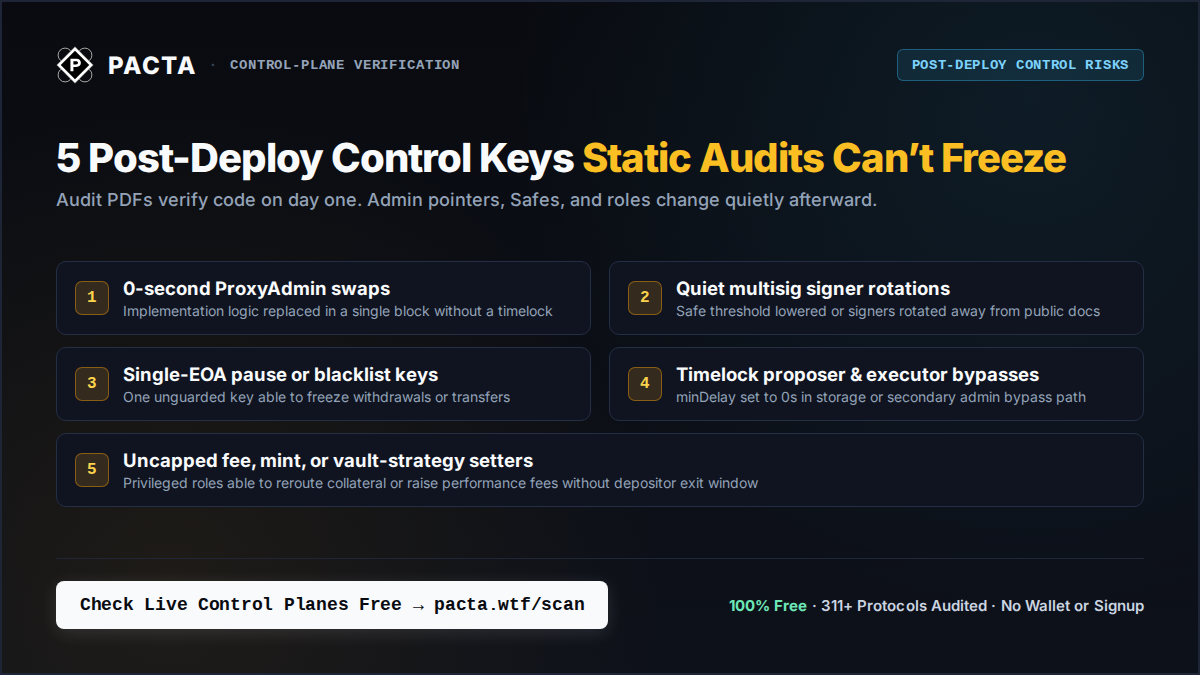 P PACTA · CONTROL-PLANE VERIFICATION
POST-DEPLOY CONTROL RISKS
5 Post-Deploy Control Keys Static Audits Can’t Freeze
Audit PDFs verify code on day one. Admin pointers, Safes, and roles change quietly afterward.
1 0-second ProxyAdmin swaps
Implementation logic replaced in a single block without a timelock
2 Quiet multisig signer rotations
Safe threshold lowered or signers rotated away from public docs
3 Single-EOA pause or blacklist keys
One unguarded key able to freeze withdrawals or transfers
4 Timelock proposer & executor bypasses
minDelay set to 0s in storage or secondary admin bypass path
5 Uncapped fee, mint, or vault-strategy setters
Privileged roles able to reroute collateral or raise performance fees without depositor exit window
Check Live Control Planes Free → pacta.wtf/scan
100% Free · 311+ Protocols Audited · No Wallet or Signup